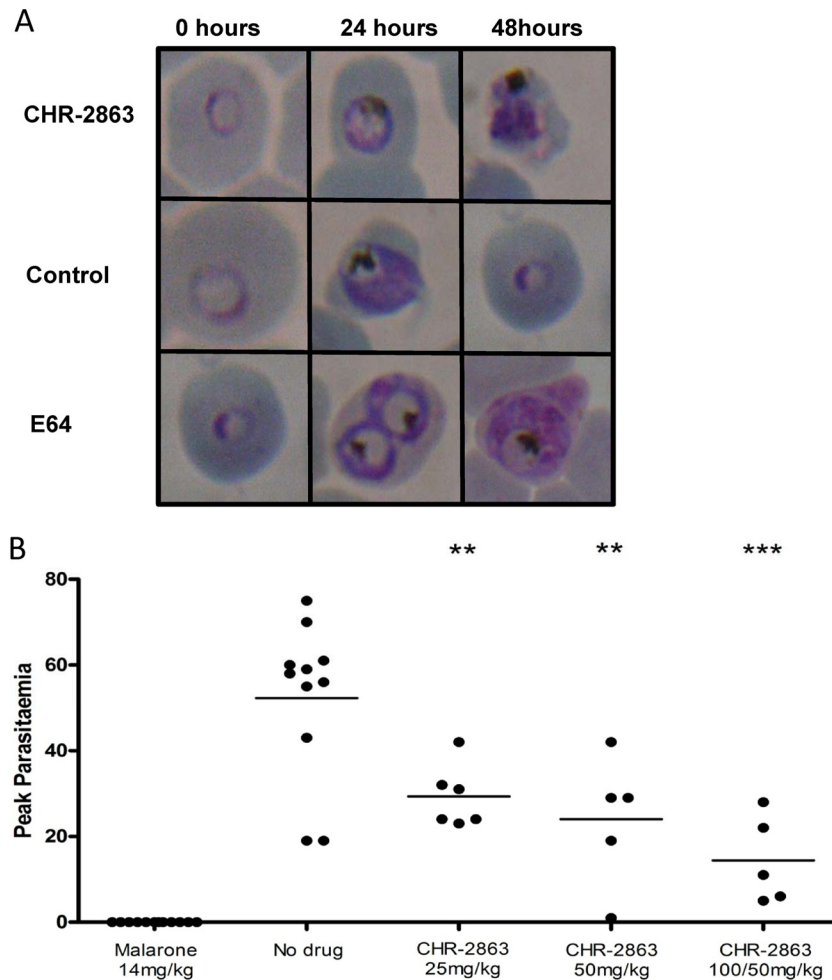 A
0 hours 24 hours 48hours
CHR-2863
Control
E64
B
** ** ***
80
60
40
20
0
Peak Parasitaemia
Malarone No drug CHR-2863 CHR-2863 CHR-2863
14mg/kg 25mg/kg 50mg/kg 100/50mg/kg